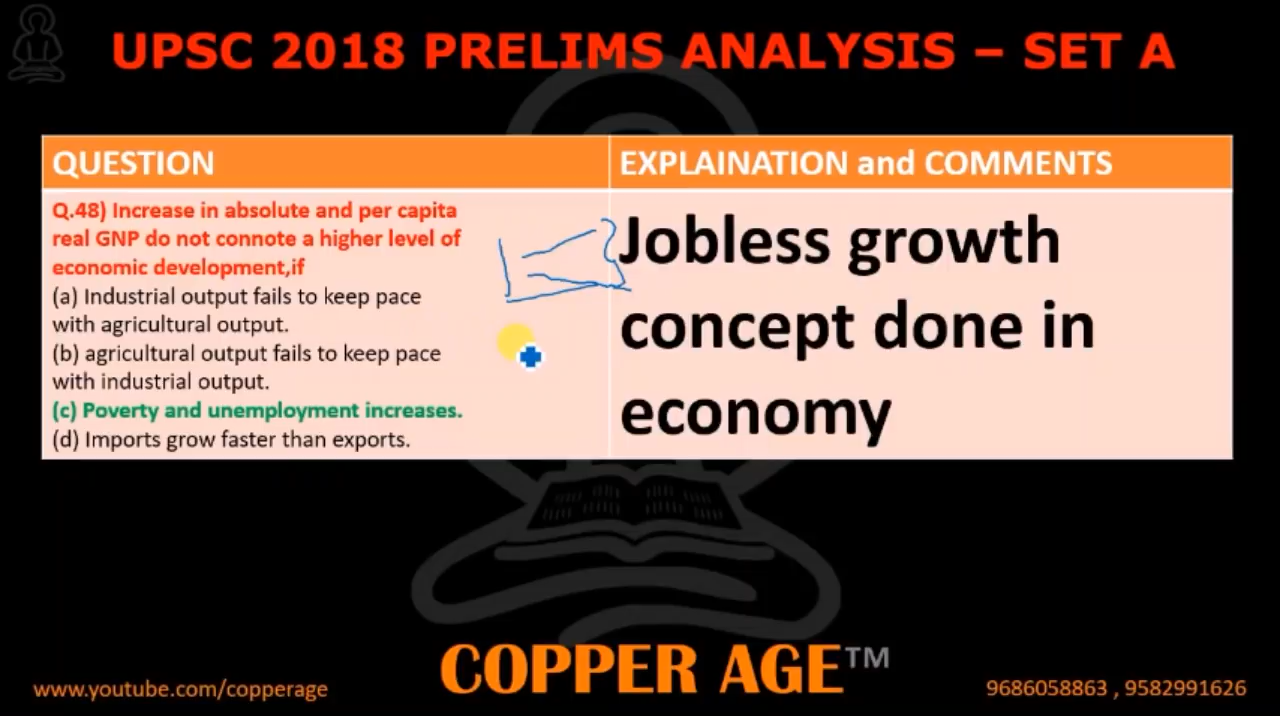 UPSC 2018 PRELIMS ANALYSIS – SET A
QUESTION
EXPLAINATION and COMMENTS
Q.48) Increase in absolute and per capita
real GNP do not connote a higher level of
economic development,if
(a) Industrial output fails to keep pace
with agricultural output.
(b) agricultural output fails to keep pace
with industrial output.
(c) Poverty and unemployment increases.
(d) Imports grow faster than exports.
Jobless growth
concept done in
economy
COPPER AGE™
www.youtube.com/copperage
9686058863 , 9582991626